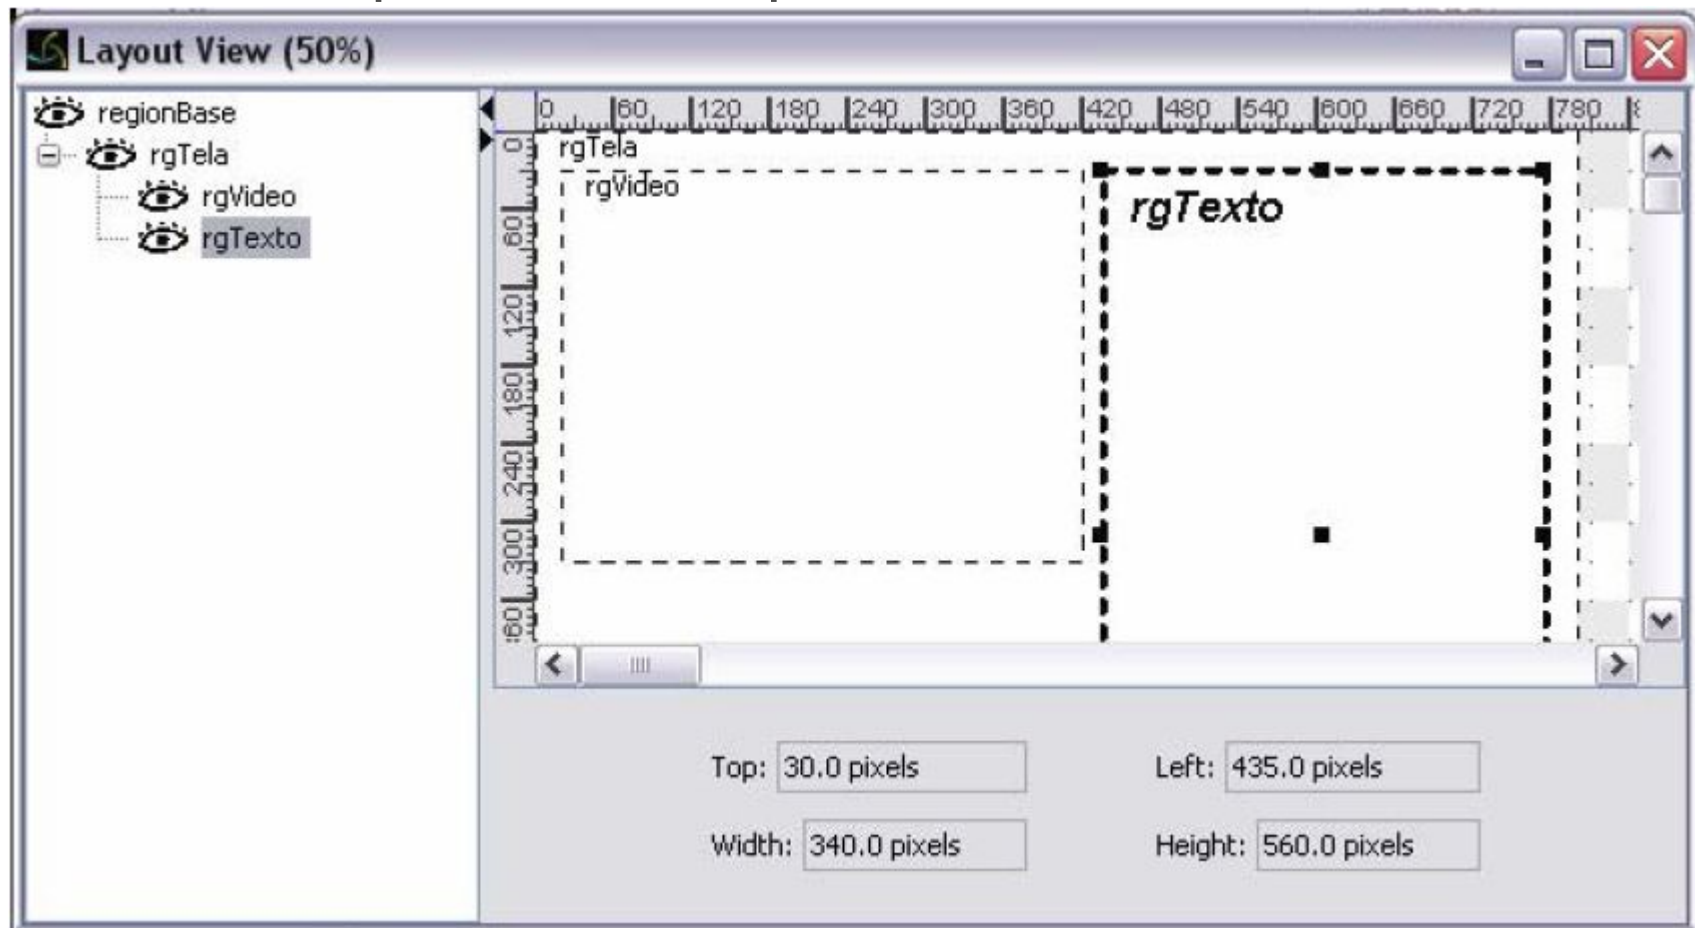 Layout View (50%)
regionBase
rgTela
rgVideo
rgTexto
0 60 120 180 240 300 360 420 480 540 600 660 720 780
0
60
120
180
240
300
rgTela
rgVideo
rgTexto
Top: 30.0 pixels Left: 435.0 pixels
Width: 340.0 pixels Height: 560.0 pixels